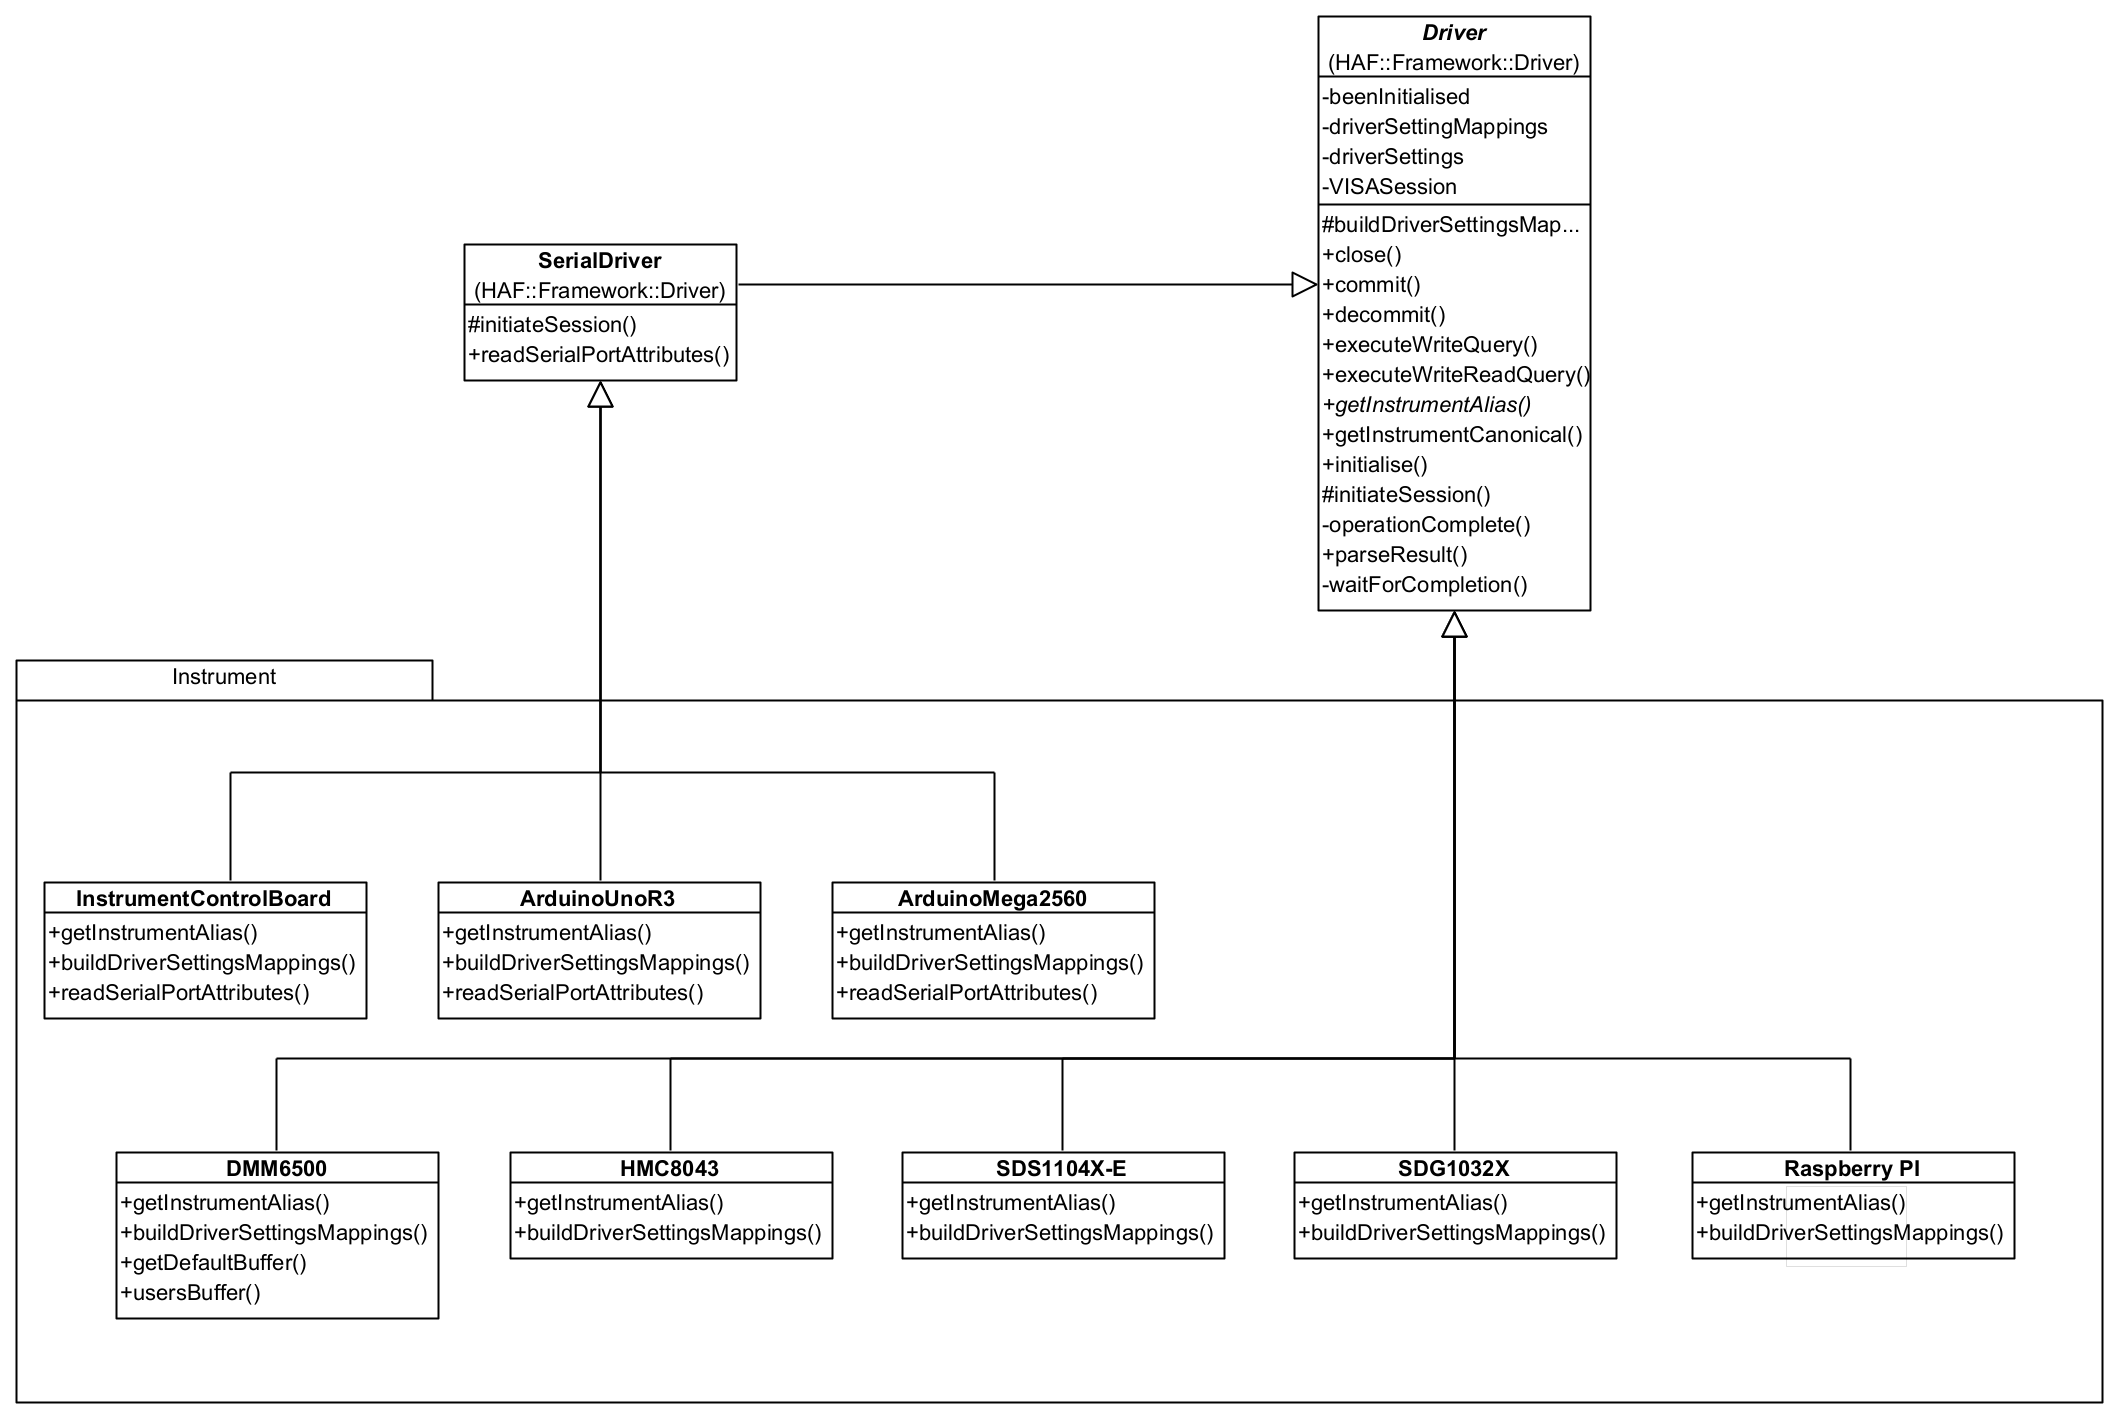 Driver
(HAF::Framework::Driver)
-beenInitialised
-driverSettingMappings
-driverSettings
-VISASession
#buildDriverSettingsMap...
+close()
+commit()
+decommit()
+executeWriteQuery()
+executeWriteReadQuery()
+getInstrumentAlias()
+getInstrumentCanonical()
+initialise()
#initiateSession()
-operationComplete()
+parseResult()
-waitForCompletion()
SerialDriver
(HAF::Framework::Driver)
#initiateSession()
+readSerialPortAttributes()
Instrument
InstrumentControlBoard
+getInstrumentAlias()
+buildDriverSettingsMappings()
+readSerialPortAttributes()
ArduinoUnoR3
+getInstrumentAlias()
+buildDriverSettingsMappings()
+readSerialPortAttributes()
ArduinoMega2560
+getInstrumentAlias()
+buildDriverSettingsMappings()
+readSerialPortAttributes()
DMM6500
+getInstrumentAlias()
+buildDriverSettingsMappings()
+getDefaultBuffer()
+usersBuffer()
HMC8043
+getInstrumentAlias()
+buildDriverSettingsMappings()
SDS1104X-E
+getInstrumentAlias()
+buildDriverSettingsMappings()
SDG1032X
+getInstrumentAlias()
+buildDriverSettingsMappings()
Raspberry PI
+getInstrumentAlias()
+buildDriverSettingsMappings()